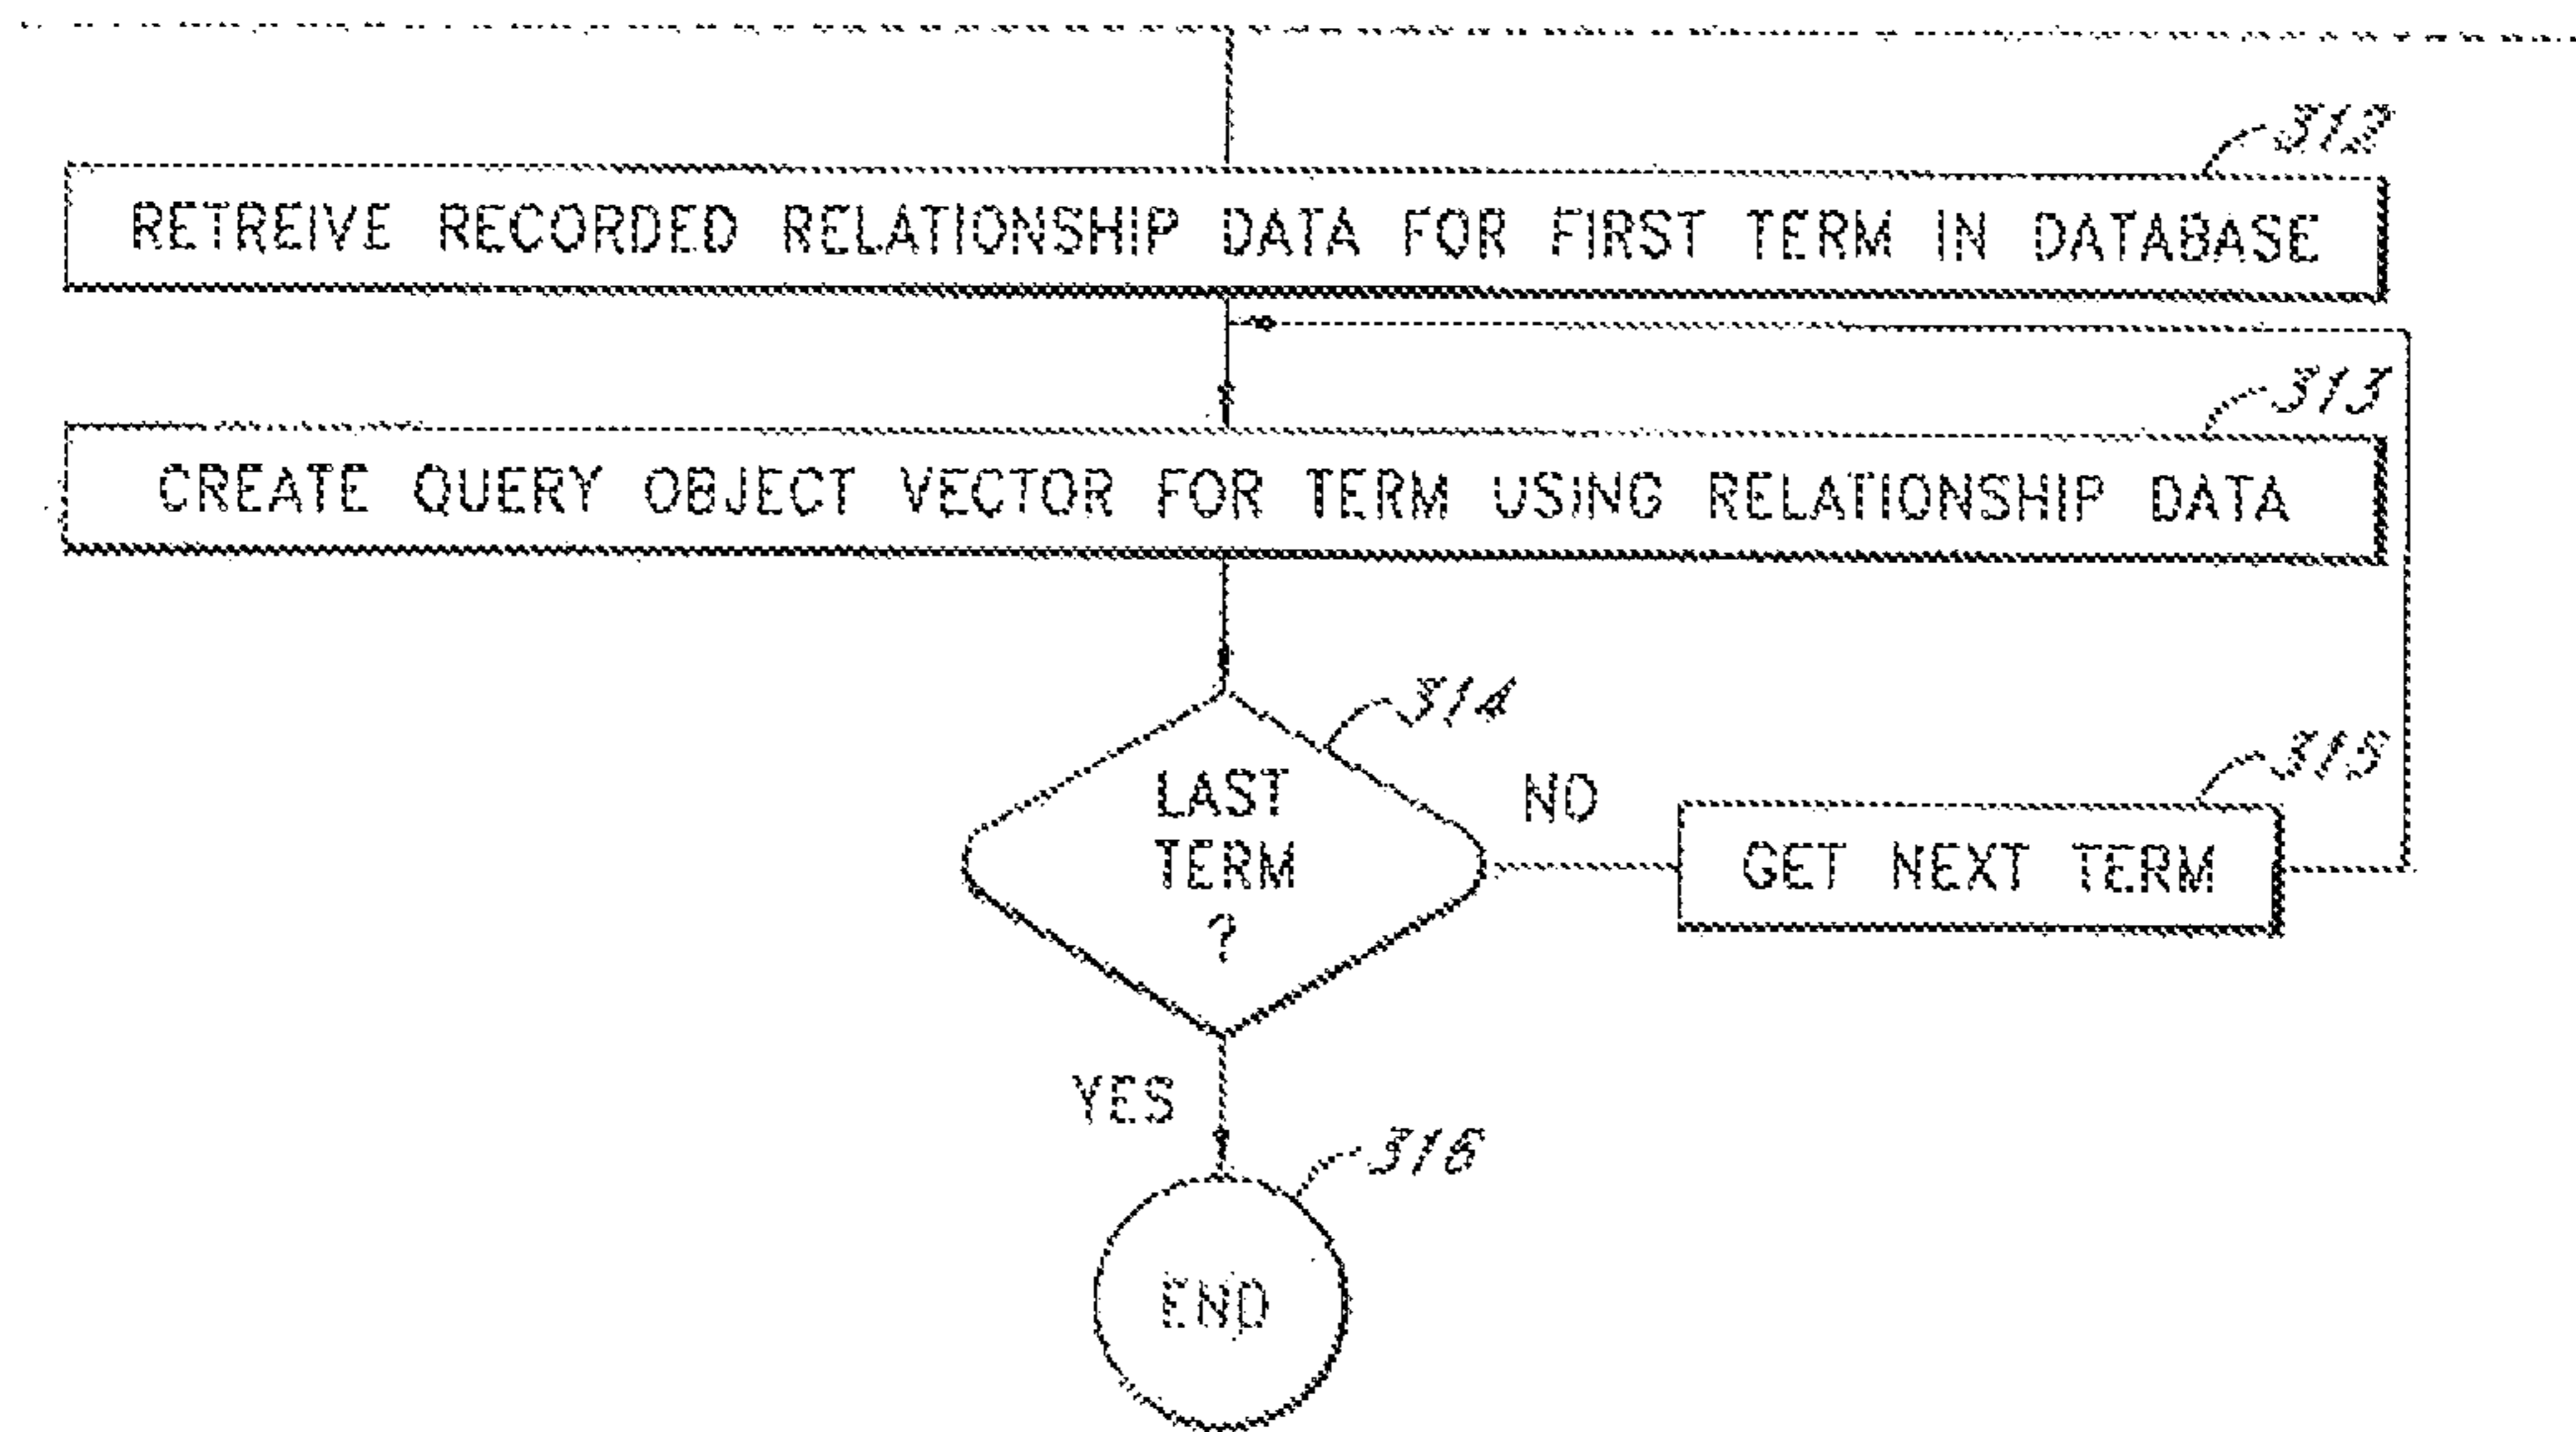 312
RETREIVE RECORDED RELATIONSHIP DATA FOR FIRST TERM IN DATABASE
313
CREATE QUERY OBJECT VECTOR FOR TERM USING RELATIONSHIP DATA
314
LAST
TERM
?
NO
315
GET NEXT TERM
YES
316
END